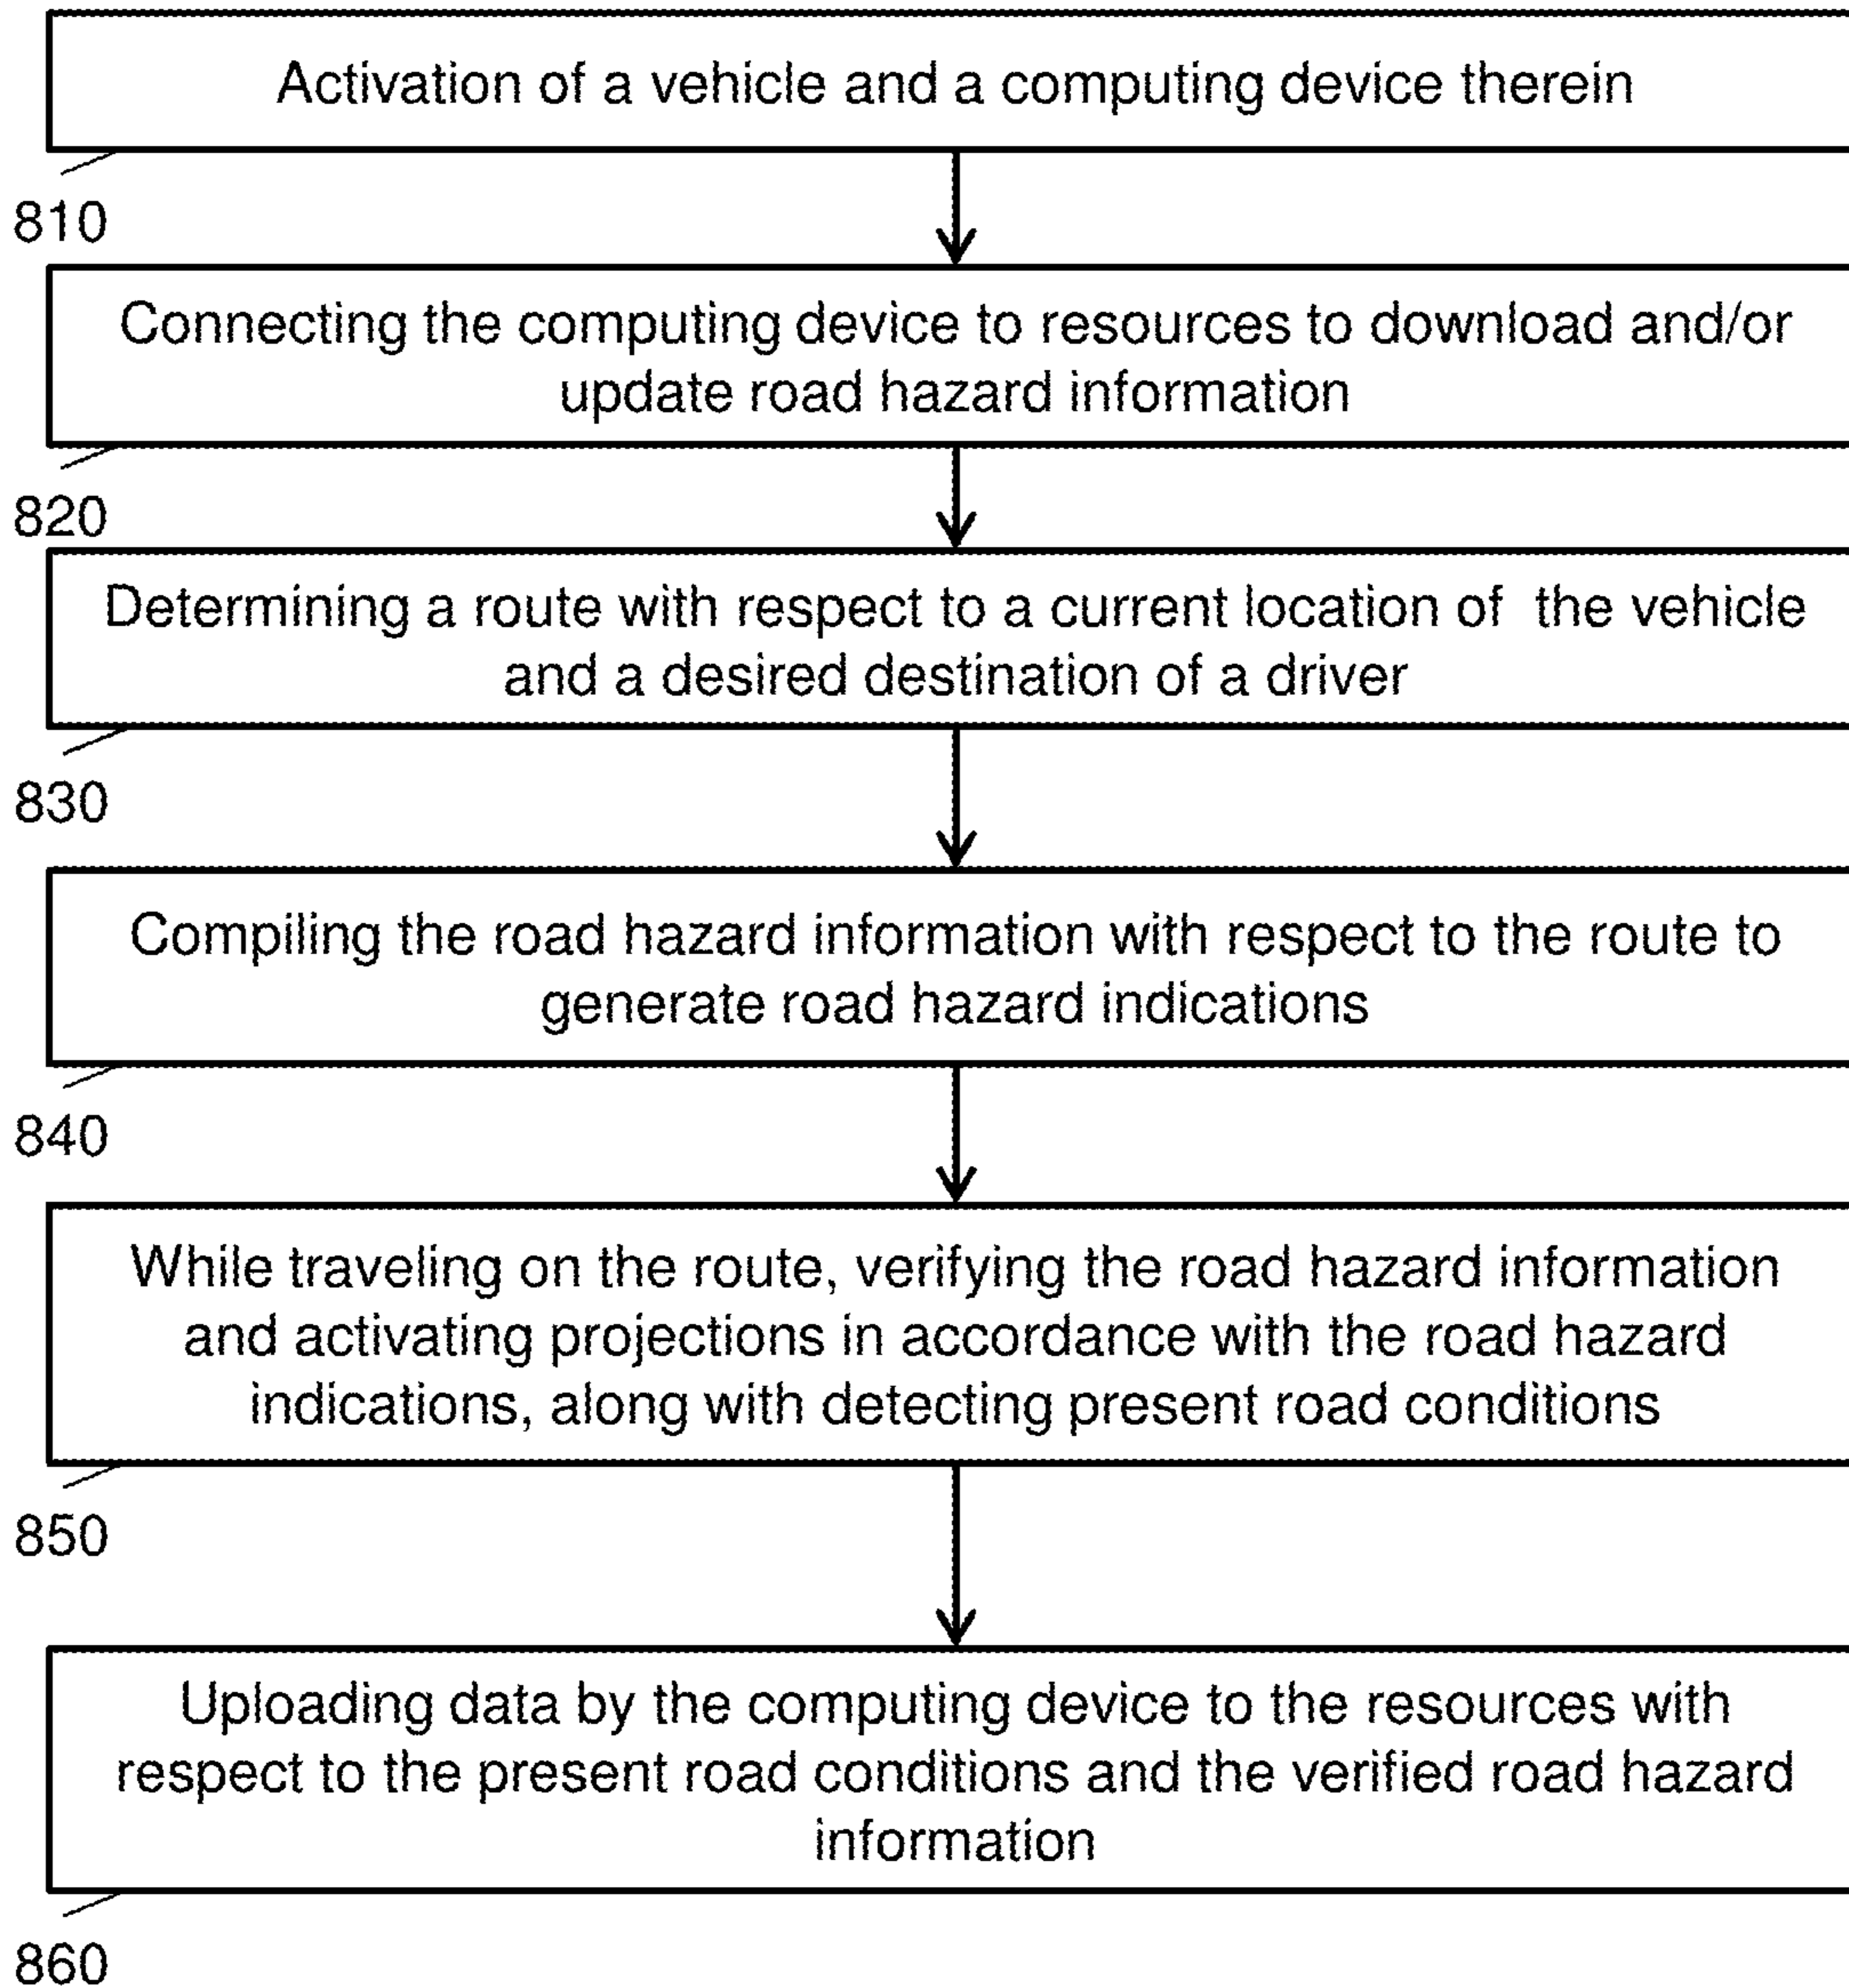 Activation of a vehicle and a computing device therein
810
Connecting the computing device to resources to download and/or
update road hazard information
820
Determining a route with respect to a current location of the vehicle
and a desired destination of a driver
830
Compiling the road hazard information with respect to the route to
generate road hazard indications
840
While traveling on the route, verifying the road hazard information
and activating projections in accordance with the road hazard
indications, along with detecting present road conditions
850
Uploading data by the computing device to the resources with
respect to the present road conditions and the verified road hazard
information
860